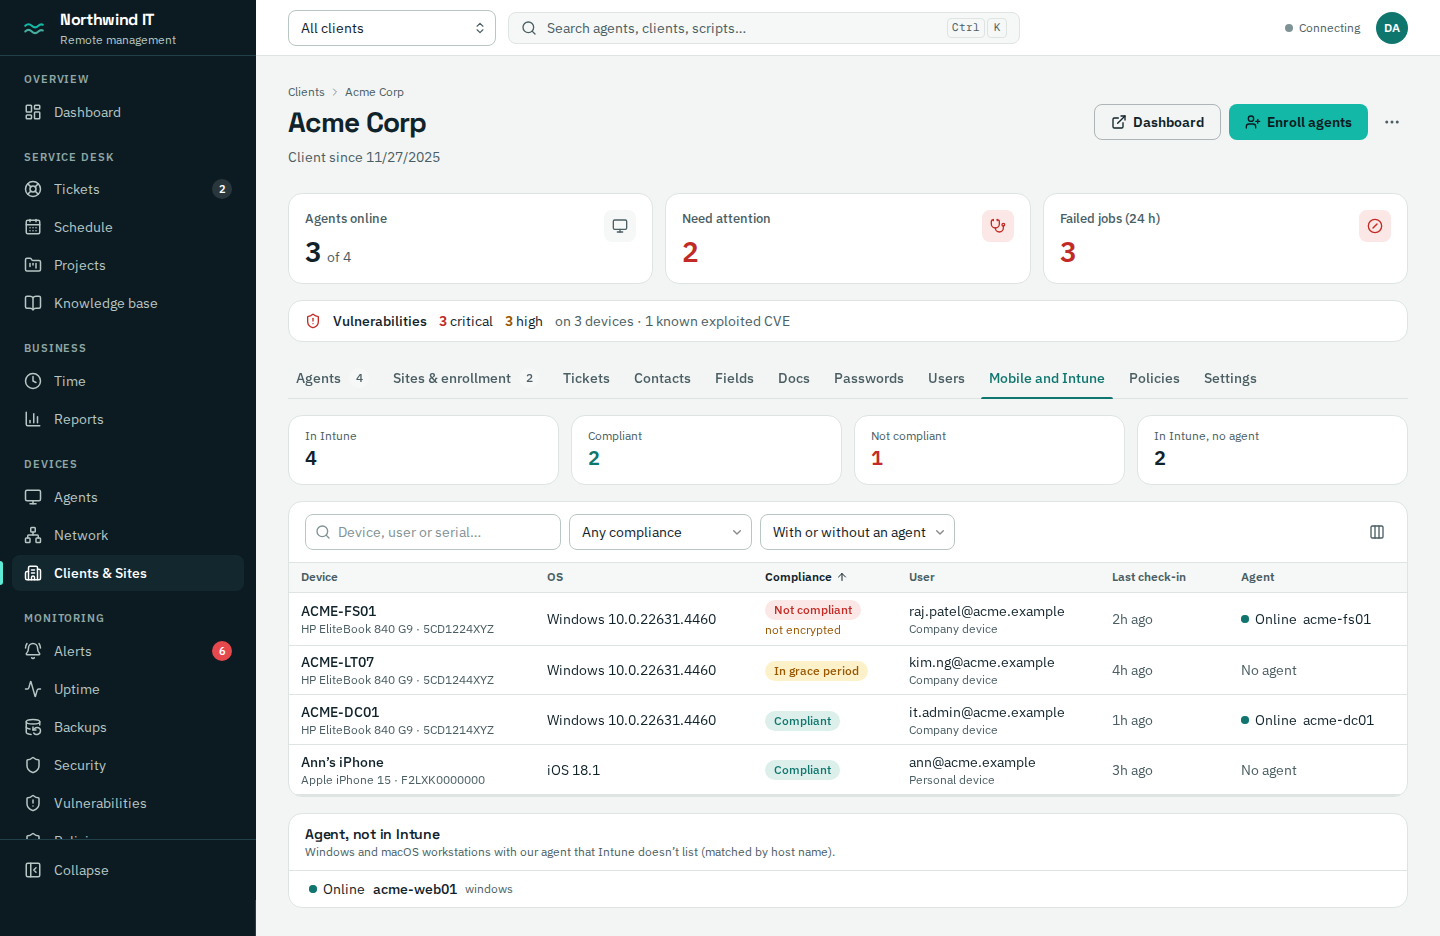 Northwind IT
Remote management
OVERVIEW
Dashboard
SERVICE DESK
Tickets 2
Schedule
Projects
Knowledge base
BUSINESS
Time
Reports
DEVICES
Agents
Network
Clients & Sites
MONITORING
Alerts 6
Uptime
Backups
Security
Vulnerabilities
Collapse
All clients
Search agents, clients, scripts...
Ctrl K
Connecting
DA
Clients > Acme Corp
Acme Corp
Client since 11/27/2025
Dashboard
Enroll agents
Agents online
3 of 4
Need attention
2
Failed jobs (24 h)
3
Vulnerabilities 3 critical 3 high on 3 devices · 1 known exploited CVE
Agents 4 Sites & enrollment 2 Tickets Contacts Fields Docs Passwords Users Mobile and Intune Policies Settings
In Intune
4
Compliant
2
Not compliant
1
In Intune, no agent
2
Device, user or serial...
Any compliance
With or without an agent
Device OS Compliance ↑ User Last check-in Agent
ACME-FS01
HP EliteBook 840 G9 · 5CD1224XYZ
Windows 10.0.22631.4460
Not compliant
not encrypted
raj.patel@acme.example
Company device
2h ago
Online acme-fs01
ACME-LT07
HP EliteBook 840 G9 · 5CD1244XYZ
Windows 10.0.22631.4460
In grace period
kim.ng@acme.example
Company device
4h ago
No agent
ACME-DC01
HP EliteBook 840 G9 · 5CD1214XYZ
Windows 10.0.22631.4460
Compliant
it.admin@acme.example
Company device
1h ago
Online acme-dc01
Ann's iPhone
Apple iPhone 15 · F2LXK0000000
iOS 18.1
Compliant
ann@acme.example
Personal device
3h ago
No agent
Agent, not in Intune
Windows and macOS workstations with our agent that Intune doesn't list (matched by host name).
Online acme-web01 windows